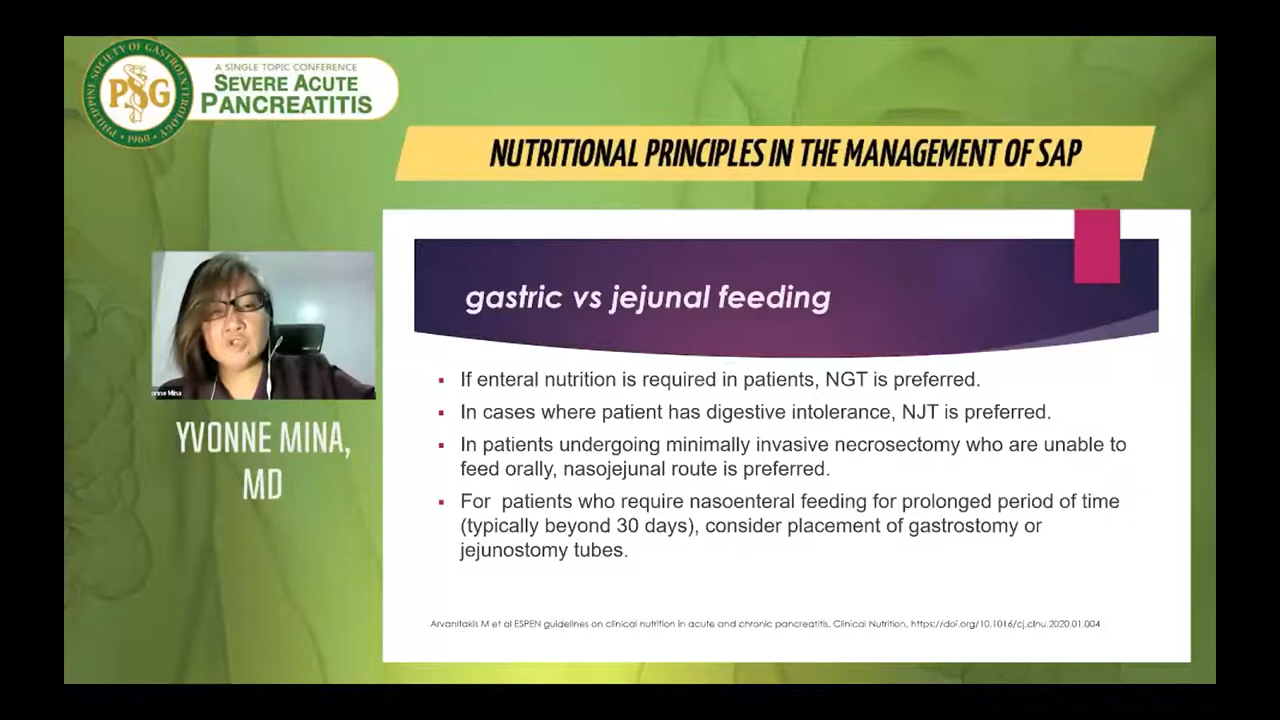 PHILIPPINE SOCIETY OF GASTROENTEROLOGY
PSG
1960
A SINGLE TOPIC CONFERENCE
SEVERE ACUTE
PANCREATITIS
NUTRITIONAL PRINCIPLES IN THE MANAGEMENT OF SAP
gastric vs jejunal feeding
▪ If enteral nutrition is required in patients, NGT is preferred.
▪ In cases where patient has digestive intolerance, NJT is preferred.
▪ In patients undergoing minimally invasive necrosectomy who are unable to
feed orally, nasojejunal route is preferred.
▪ For patients who require nasoenteral feeding for prolonged period of time
(typically beyond 30 days), consider placement of gastrostomy or
jejunostomy tubes.
Arvanitakis M et al ESPEN guidelines on clinical nutrition in acute and chronic pancreatitis. Clinical Nutrition, https://doi.org/10.1016/cj.clnu.2020.01.004
onne Mina
YVONNE MINA,
MD